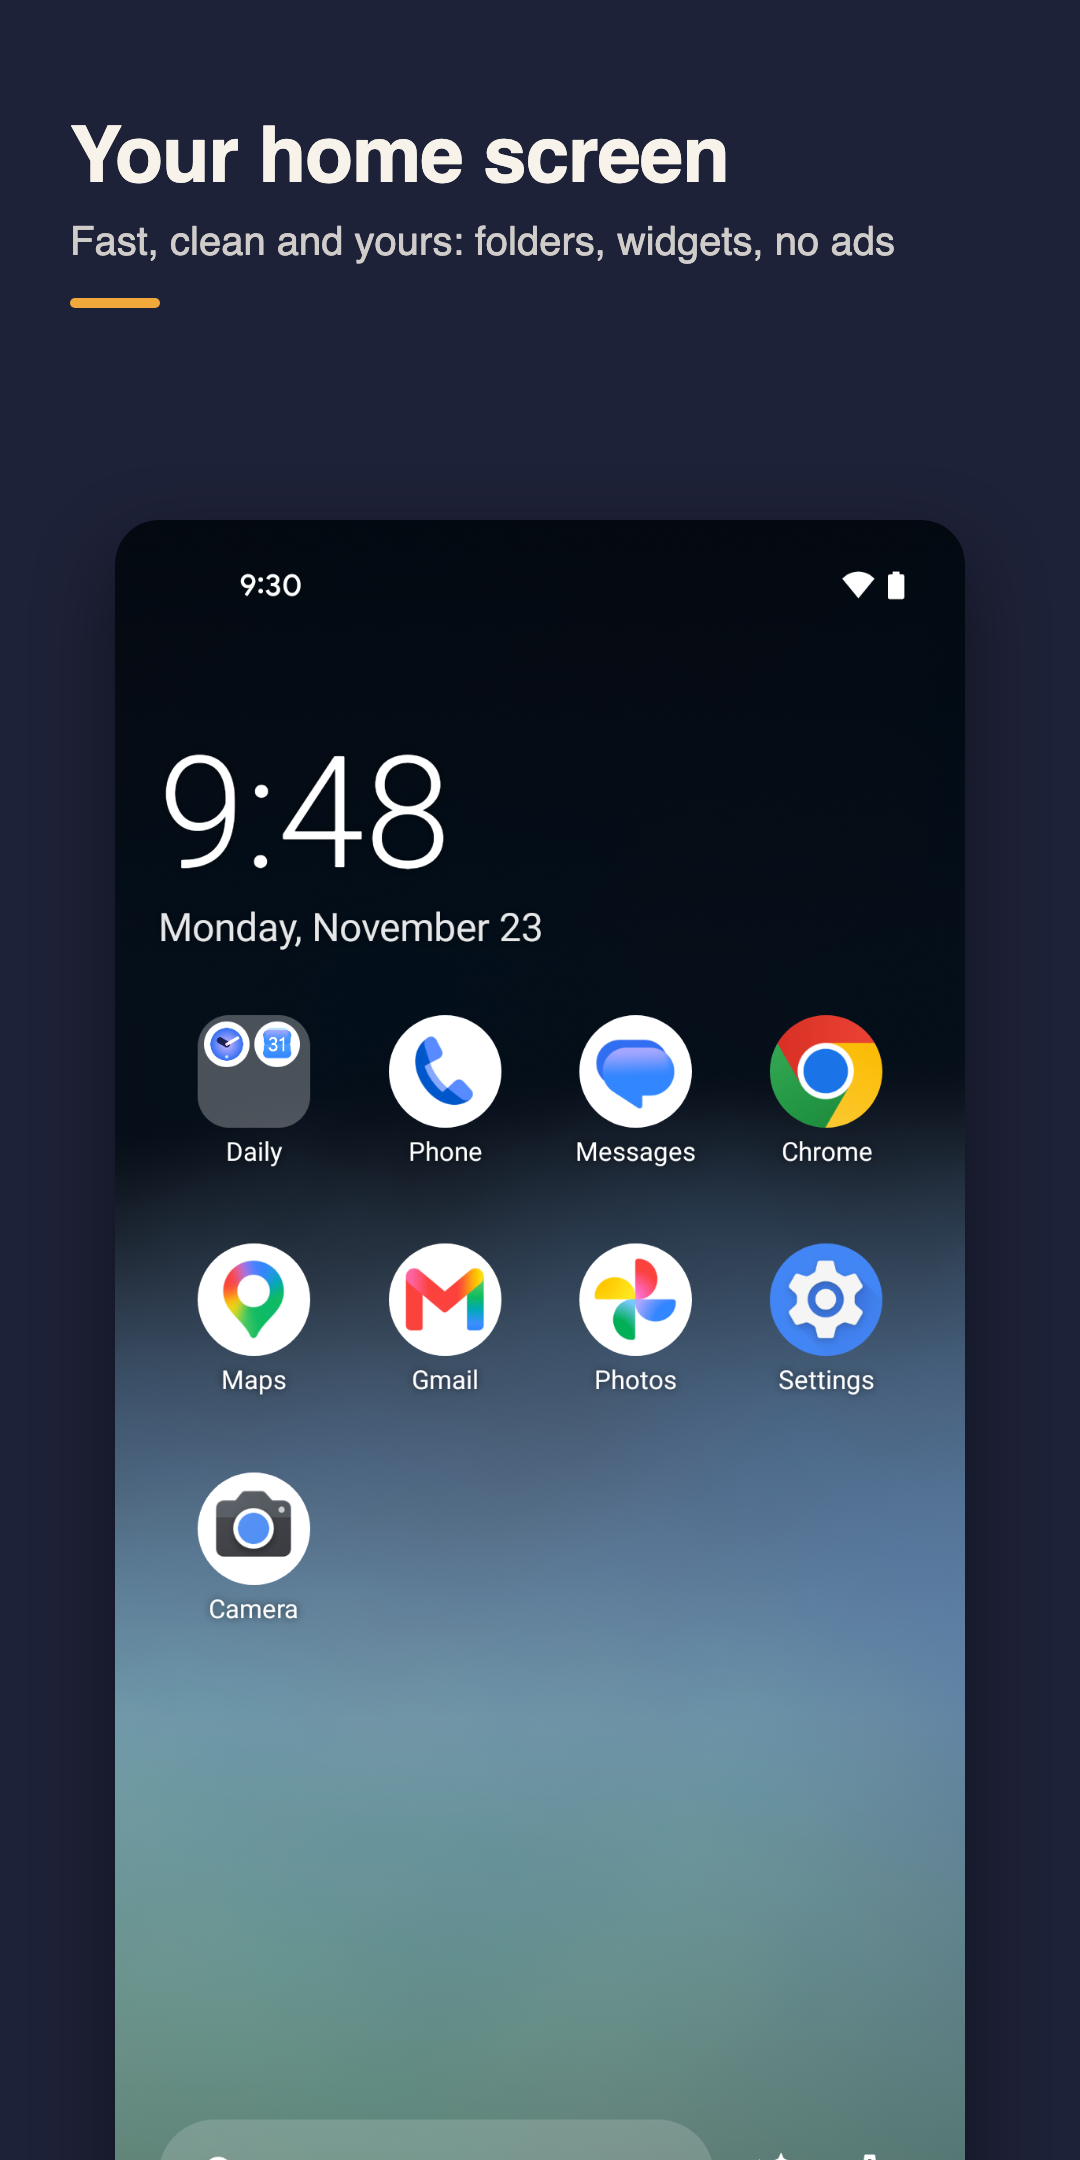 Your home screen
Fast, clean and yours: folders, widgets, no ads
9:30
9:48
Monday, November 23
31
Daily
Phone
Messages
Chrome
Maps
Gmail
Photos
Settings
Camera